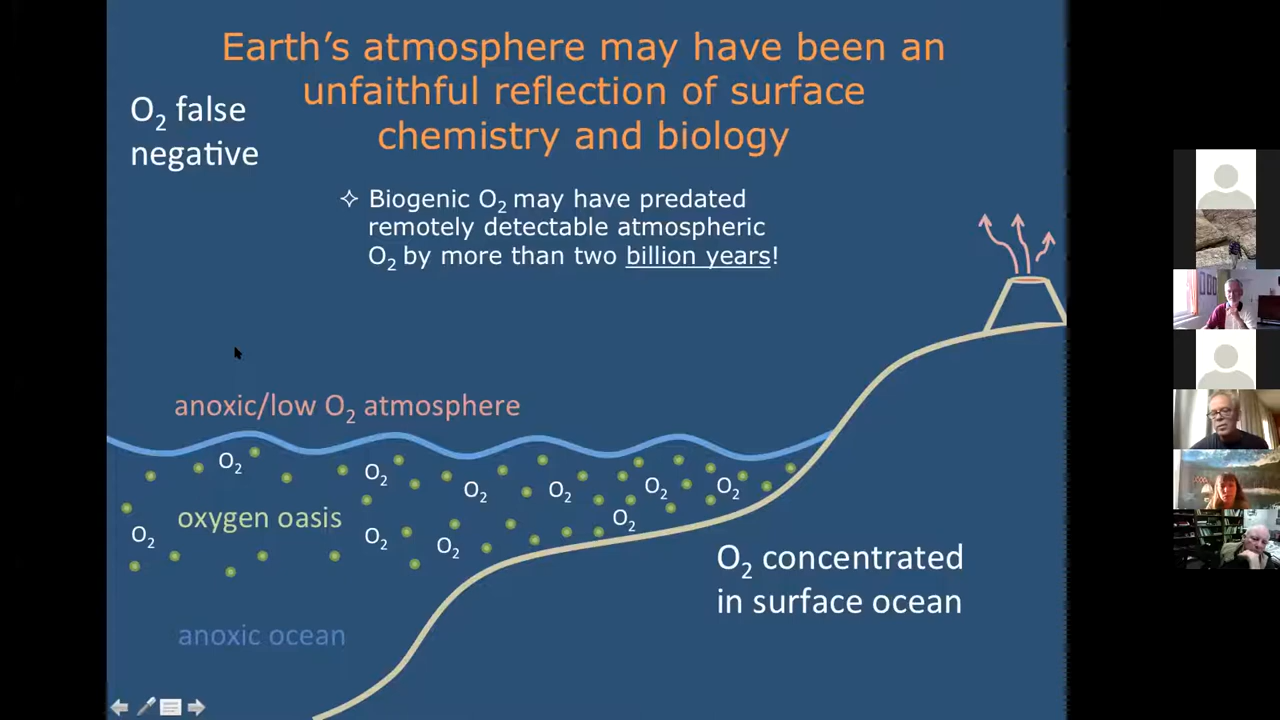 Earth's atmosphere may have been an
unfaithful reflection of surface
chemistry and biology
O₂ false
negative
✧ Biogenic O₂ may have predated
remotely detectable atmospheric
O₂ by more than two billion years!
anoxic/low O₂ atmosphere
O₂
O₂
O₂
O₂
O₂
O₂
oxygen oasis
O₂
O₂
O₂
O₂
O₂ concentrated
in surface ocean
anoxic ocean